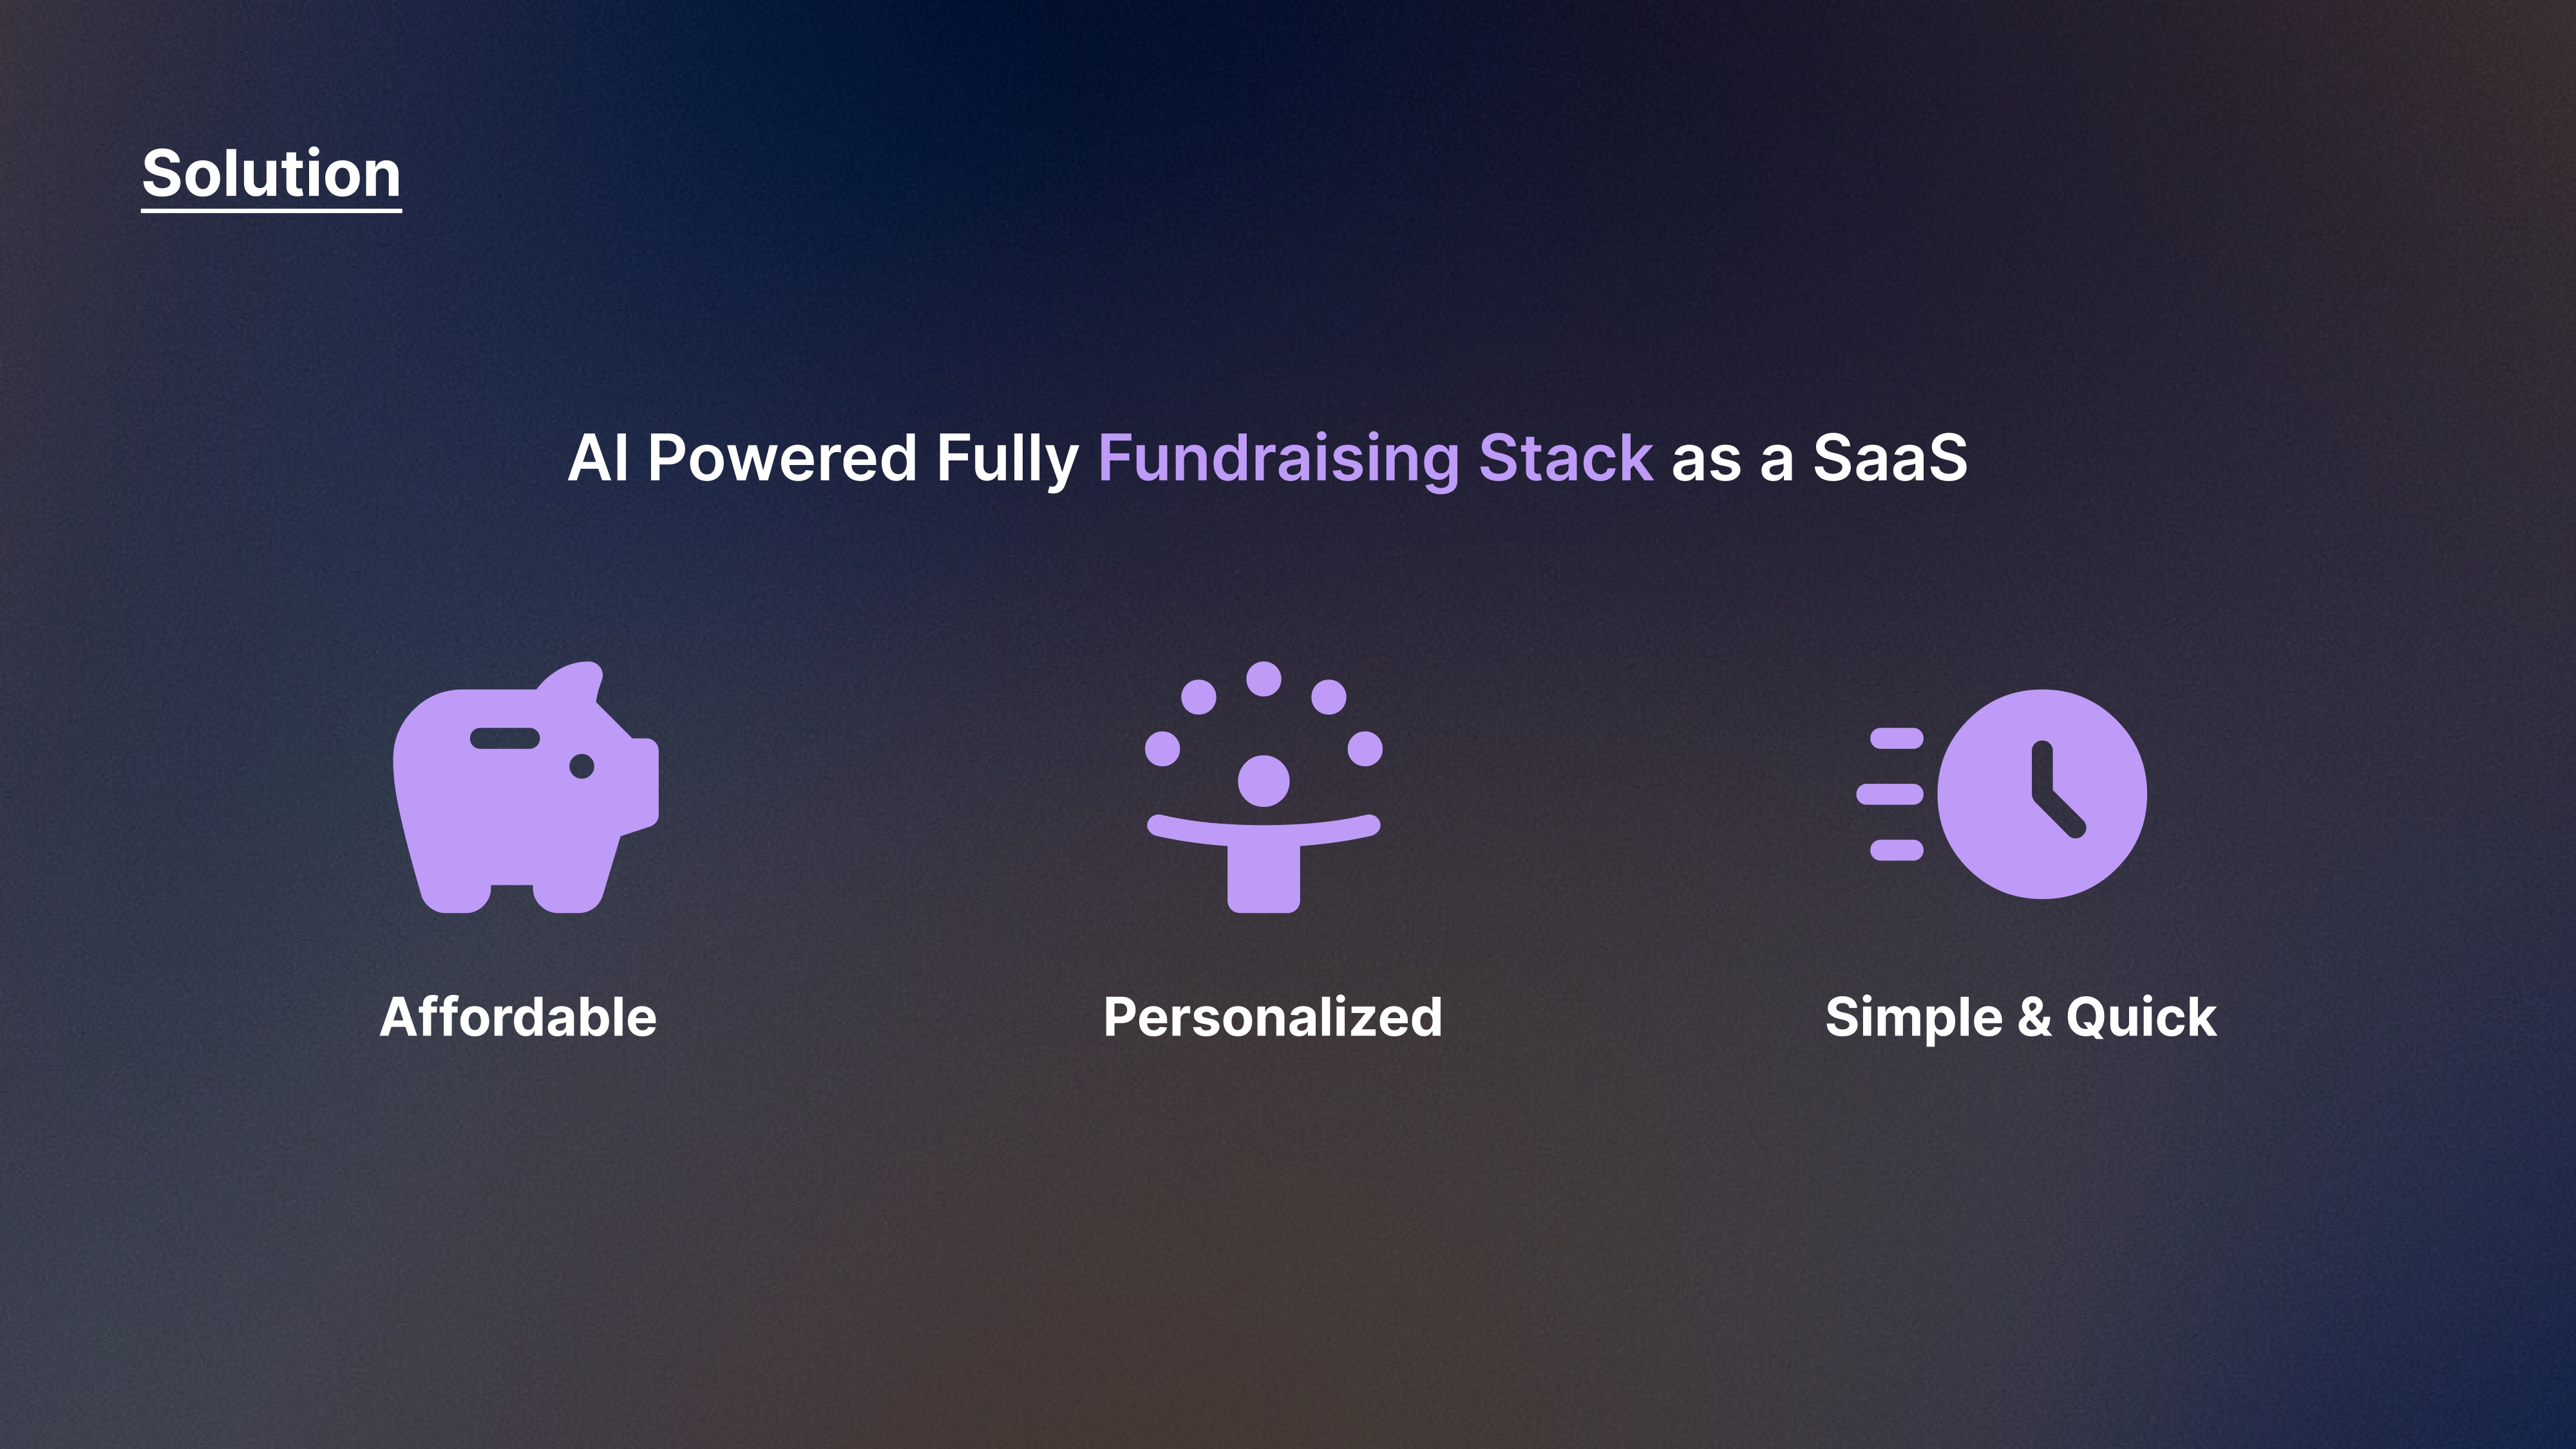 Solution
AI Powered Fully Fundraising Stack as a SaaS
Affordable
Personalized
Simple & Quick